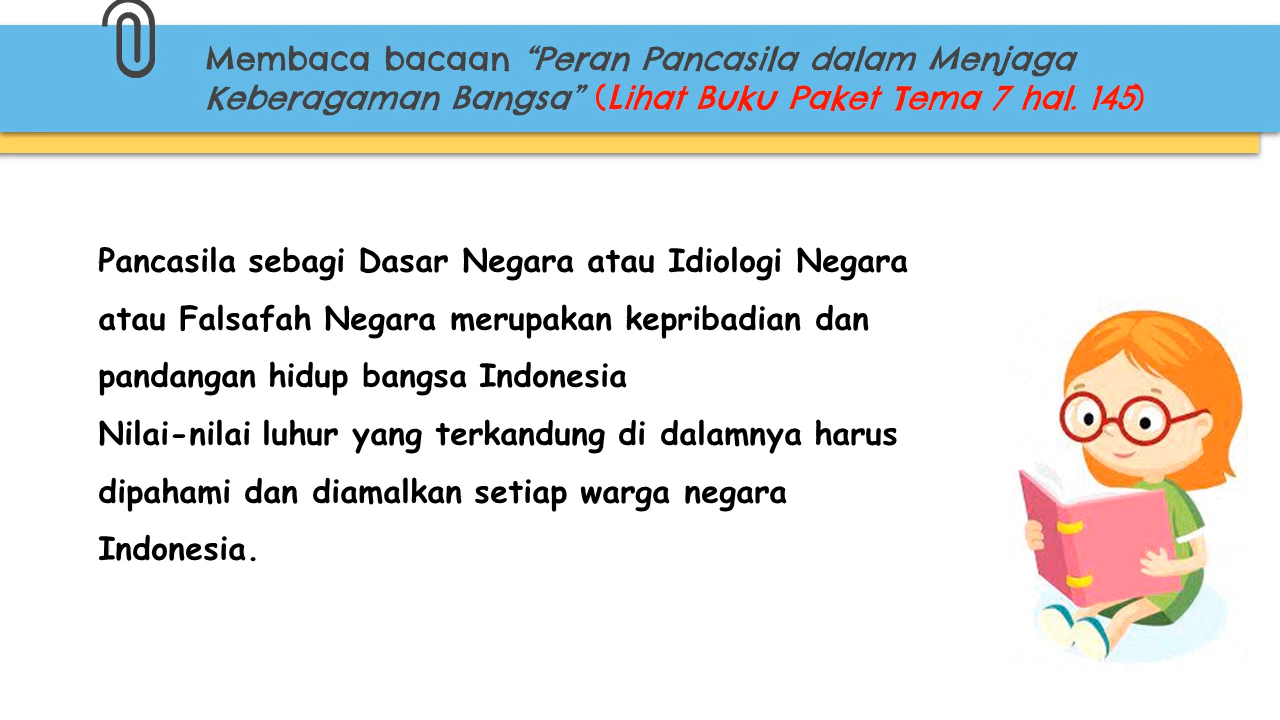 Membaca bacaan “Peran Pancasila dalam Menjaga
Keberagaman Bangsa” (Lihat Buku Paket Tema 7 hal. 145)
Pancasila sebagi Dasar Negara atau Idiologi Negara
atau Falsafah Negara merupakan kepribadian dan
pandangan hidup bangsa Indonesia
Nilai-nilai luhur yang terkandung di dalamnya harus
dipahami dan diamalkan setiap warga negara
Indonesia.